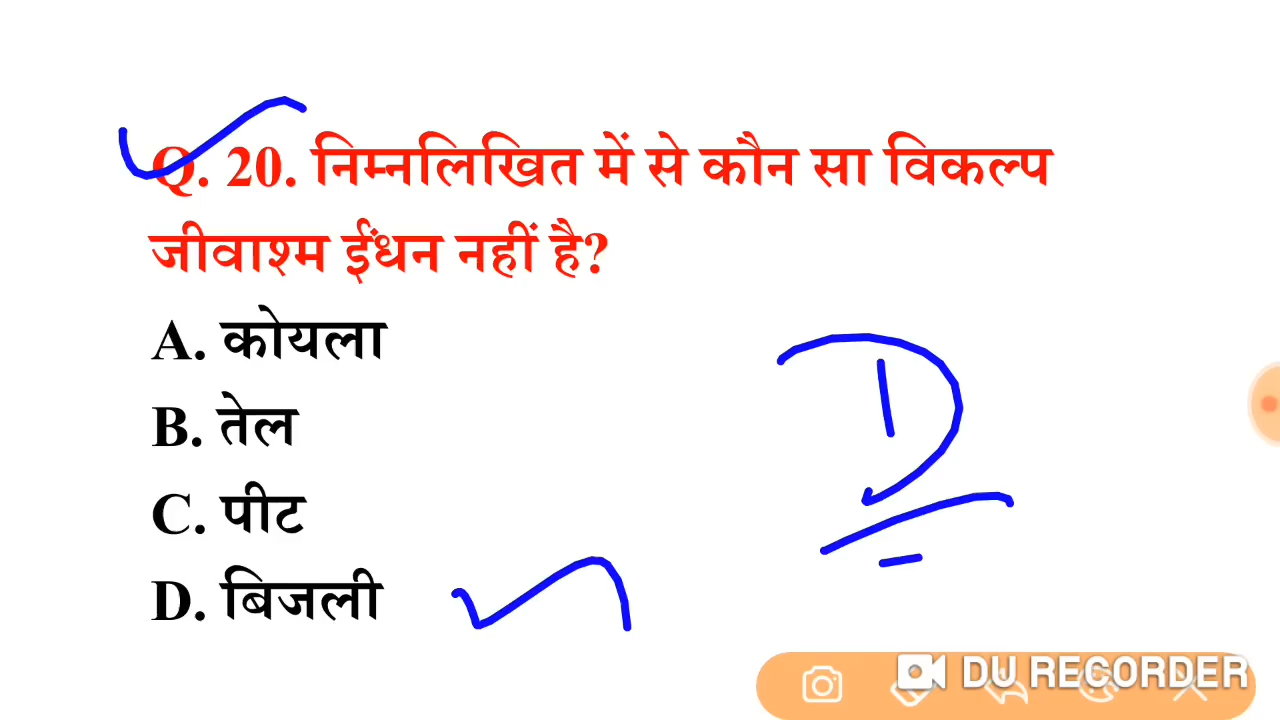 Q. 20. निम्नलिखित में से कौन सा विकल्प
जीवाश्म ईंधन नहीं है?
A. कोयला
B. तेल
C. पीट
D. बिजली
D
DU RECORDER